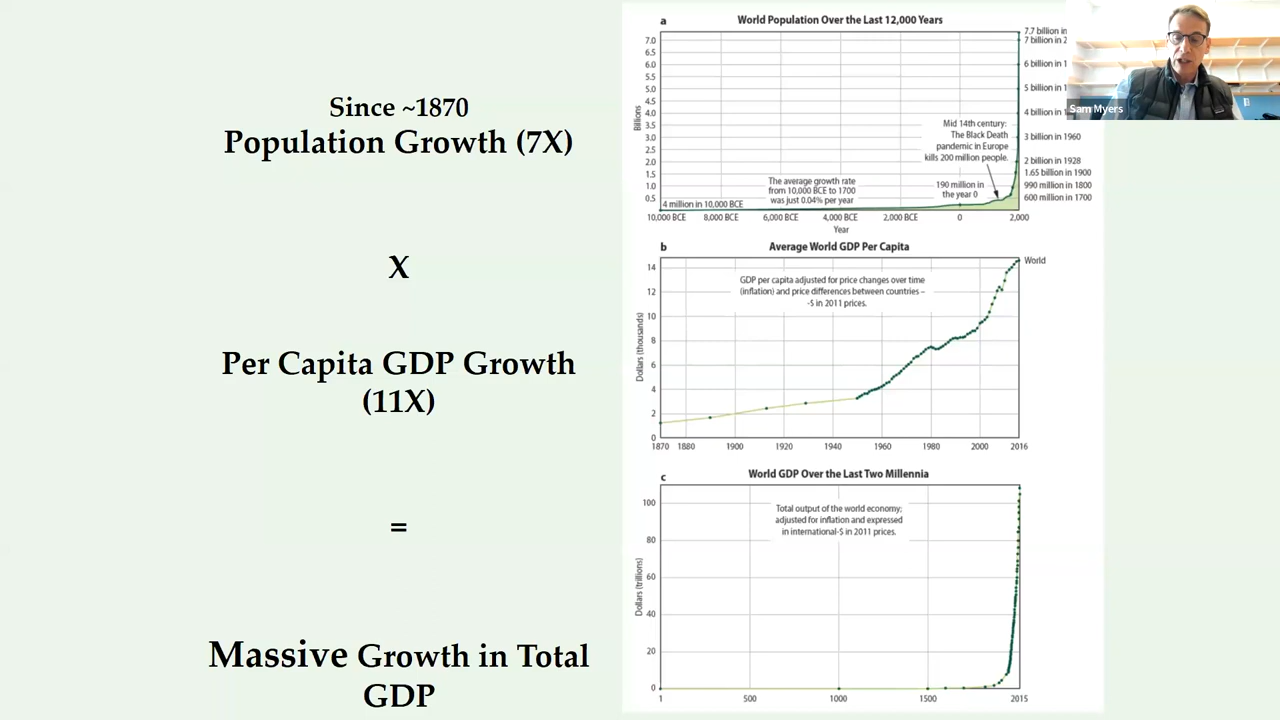 Since ~1870
Population Growth (7X)
X
Per Capita GDP Growth
(11X)
=
Massive Growth in Total
GDP
a
World Population Over the Last 12,000 Years
7.0
6.5
6.0
5.5
5.0
4.5
4.0
3.5
3.0
2.5
2.0
1.5
1.0
0.5
Billions
Mid 14th century:
The Black Death
pandemic in Europe
kills 200 million people.
The average growth rate
from 10,000 BCE to 1700
was just 0.04% per year
190 million in
the year 0
4 million in 10,000 BCE
7.7 billion in
7 billion in 2
6 billion in 1
5 billion in 1
4 billion in 1
3 billion in 1960
2 billion in 1928
1.65 billion in 1900
990 million in 1800
600 million in 1700
10,000 BCE 8,000 BCE 6,000 BCE 4,000 BCE 2,000 BCE 0 2,000
Year
Sam Myers
b
Average World GDP Per Capita
World
GDP per capita adjusted for price changes over time
(inflation) and price differences between countries –
-$ in 2011 prices.
14
12
10
8
6
4
2
0
Dollars (thousands)
1870 1880 1900 1920 1940 1960 1980 2000 2016
c
World GDP Over the Last Two Millennia
Total output of the world economy;
adjusted for inflation and expressed
in international-$ in 2011 prices.
100
80
60
40
20
0
Dollars (trillions)
1 500 1000 1500 2015